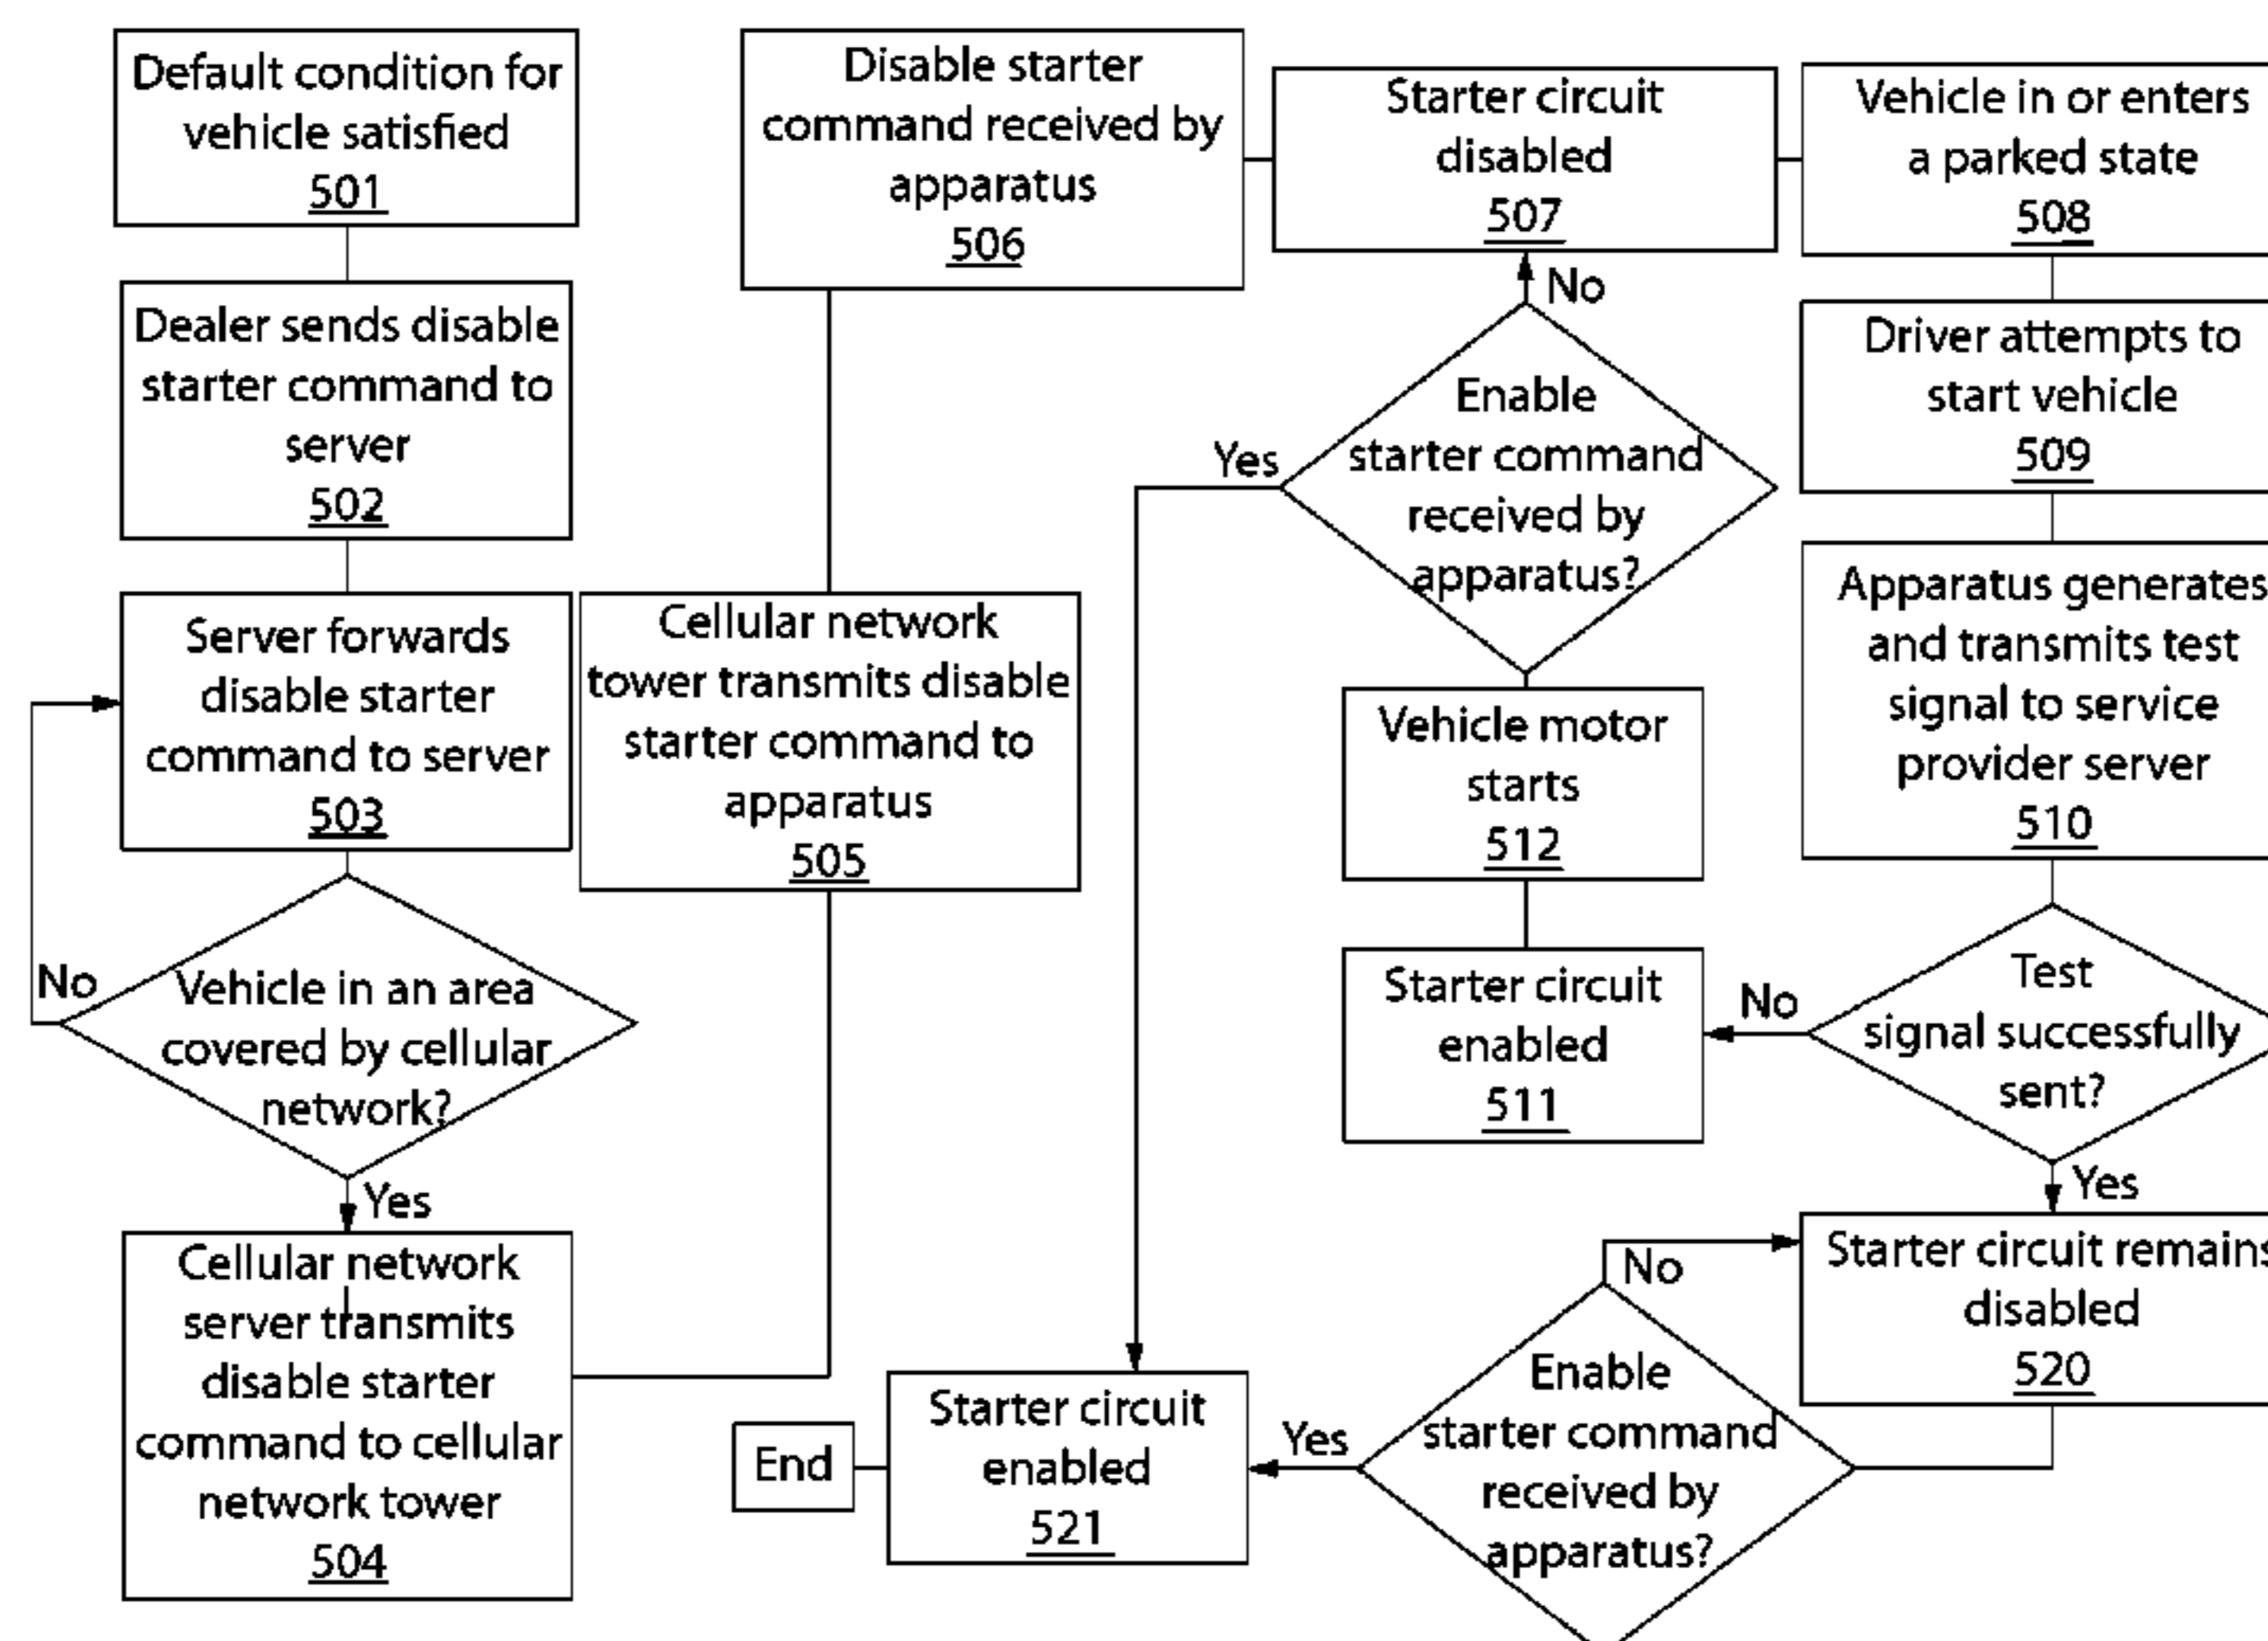 Default condition for
vehicle satisfied
501
Dealer sends disable
starter command to
server
502
Server forwards
disable starter
command to server
503
No
Vehicle in an area
covered by cellular
network?
Yes
Cellular network
server transmits
disable starter
command to cellular
network tower
504
Cellular network
tower transmits disable
starter command to
apparatus
505
Disable starter
command received by
apparatus
506
Starter circuit
disabled
507
Vehicle in or enters
a parked state
508
Driver attempts to
start vehicle
509
Apparatus generates
and transmits test
signal to service
provider server
510
Test
signal successfully
sent?
No
Starter circuit
enabled
511
Vehicle motor
starts
512
Enable
starter command
received by
apparatus?
No
Yes
Yes
Starter circuit remains
disabled
520
No
Enable
starter command
received by
apparatus?
Yes
Starter circuit
enabled
521
End